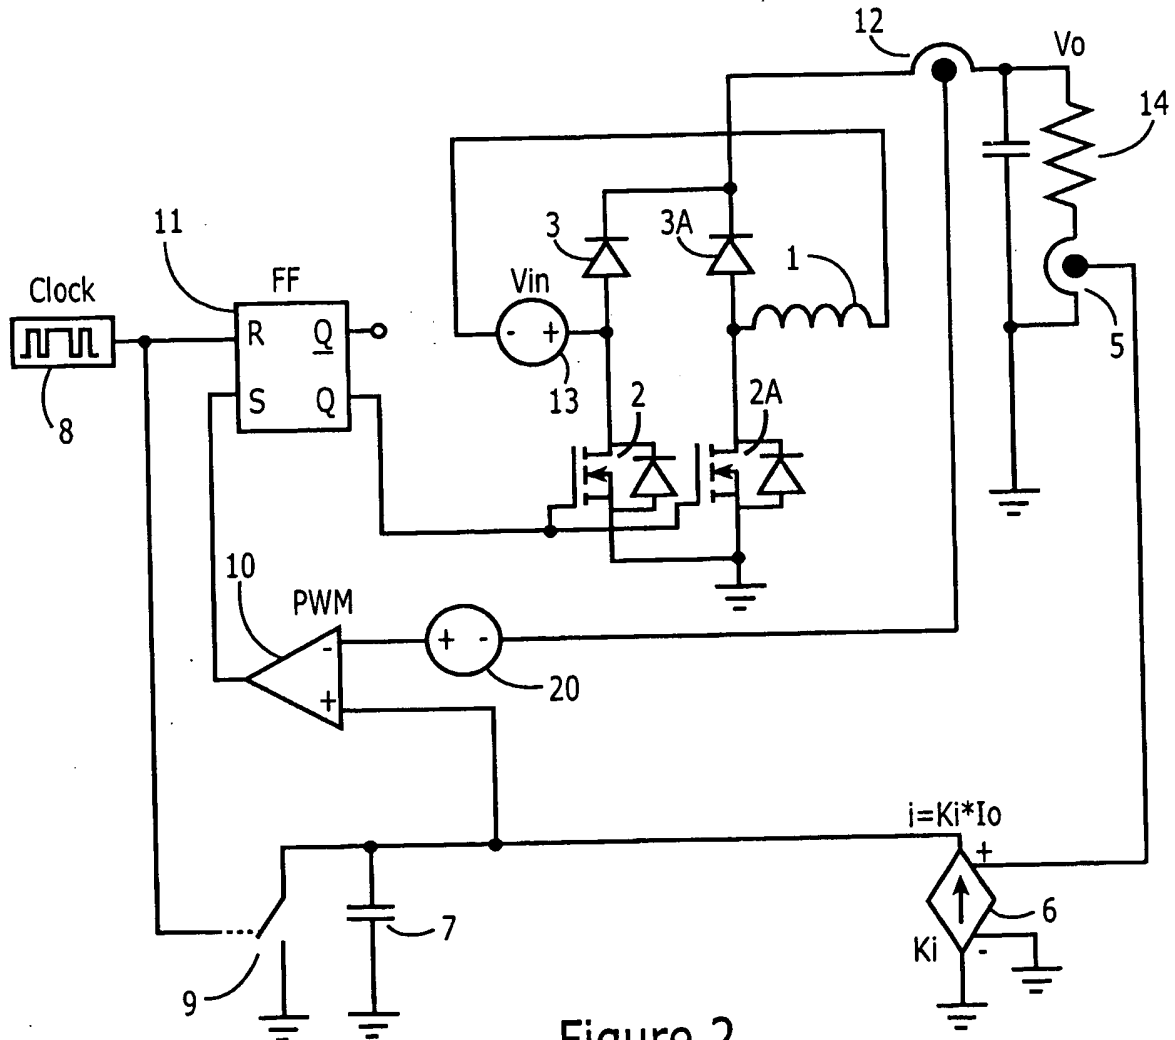 12
Vo
14
11
3
3A
1
Clock
FF
Vin
R
Q
- +
5
8
S
Q
13
2
2A
10
PWM
-
+ -
20
+
i=Ki*Io
+
6
7
Ki
-
9
Figure 2